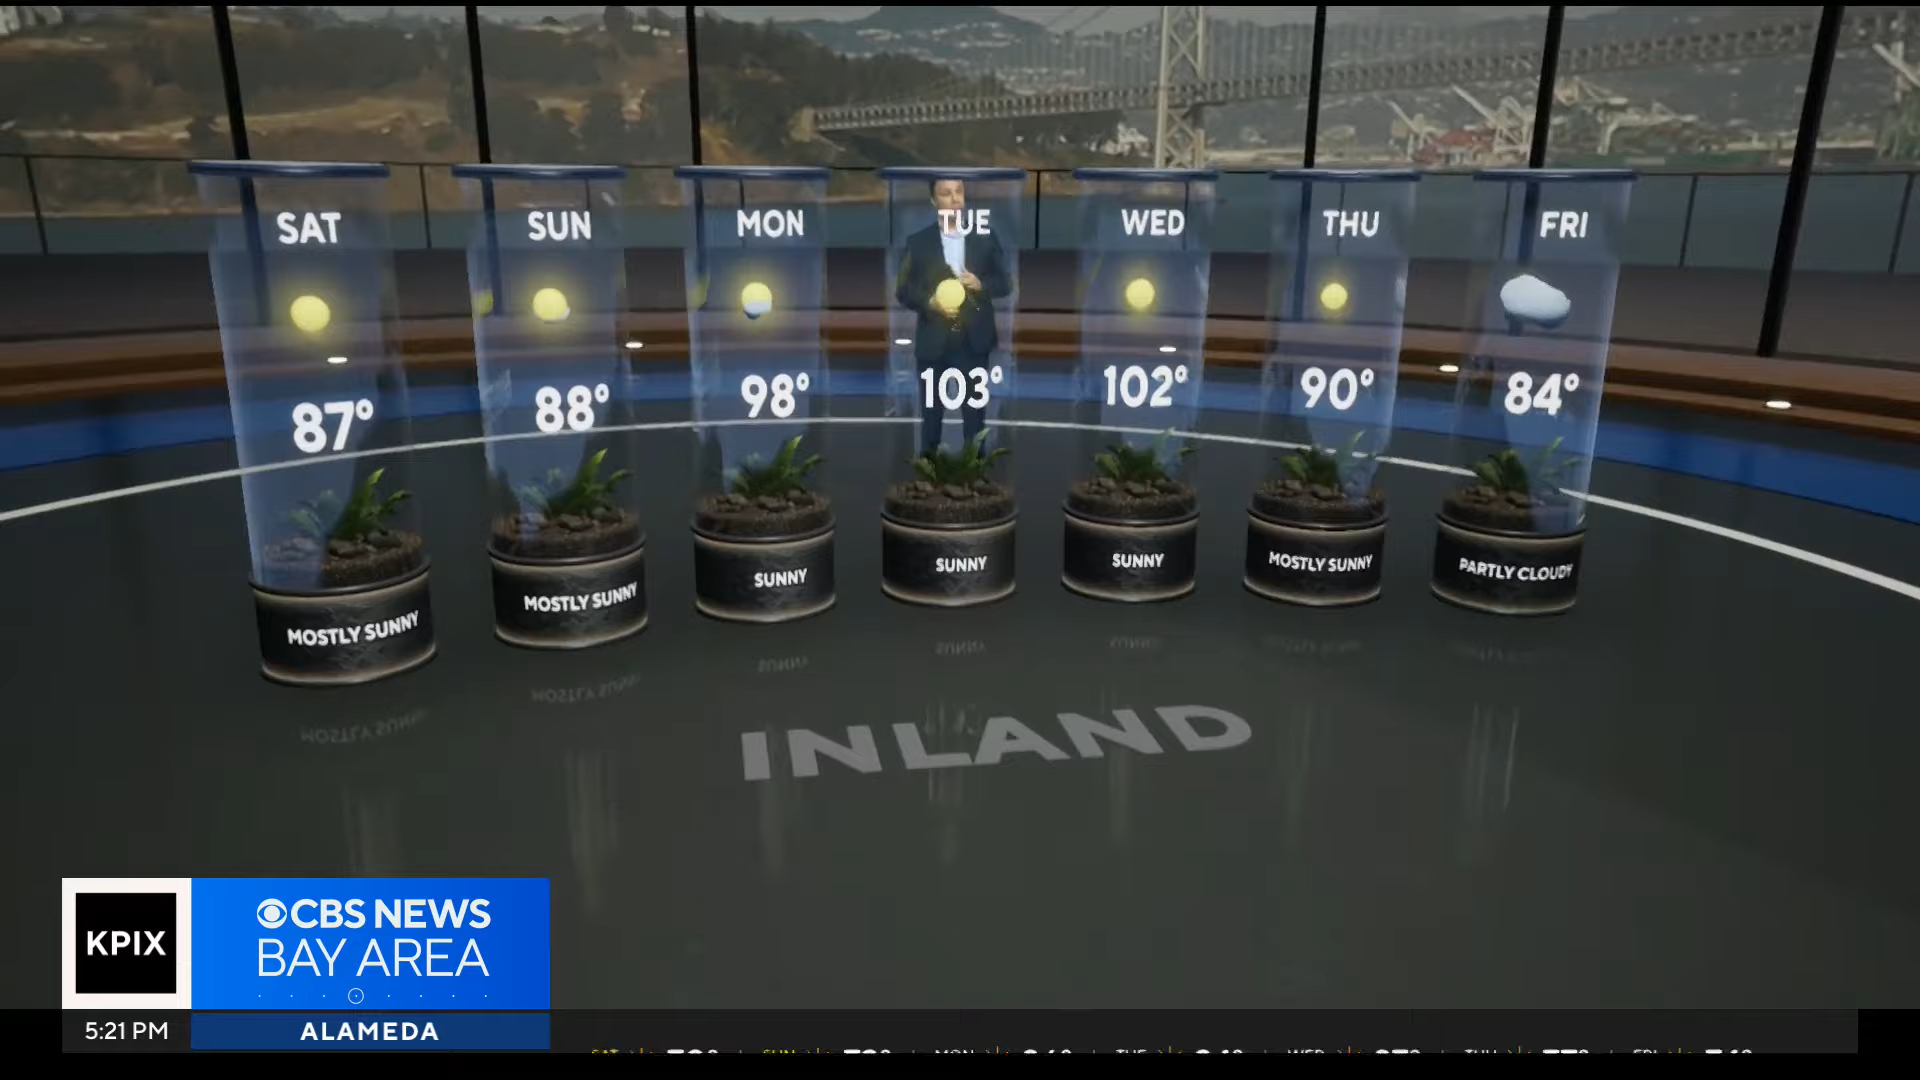 SAT
SUN
MON
TUE
WED
THU
FRI
87°
88°
98°
103°
102°
90°
84°
MOSTLY SUNNY
MOSTLY SUNNY
SUNNY
SUNNY
SUNNY
MOSTLY SUNNY
PARTLY CLOUDY
INLAND
KPIX
CBS NEWS
BAY AREA
5:21 PM
ALAMEDA